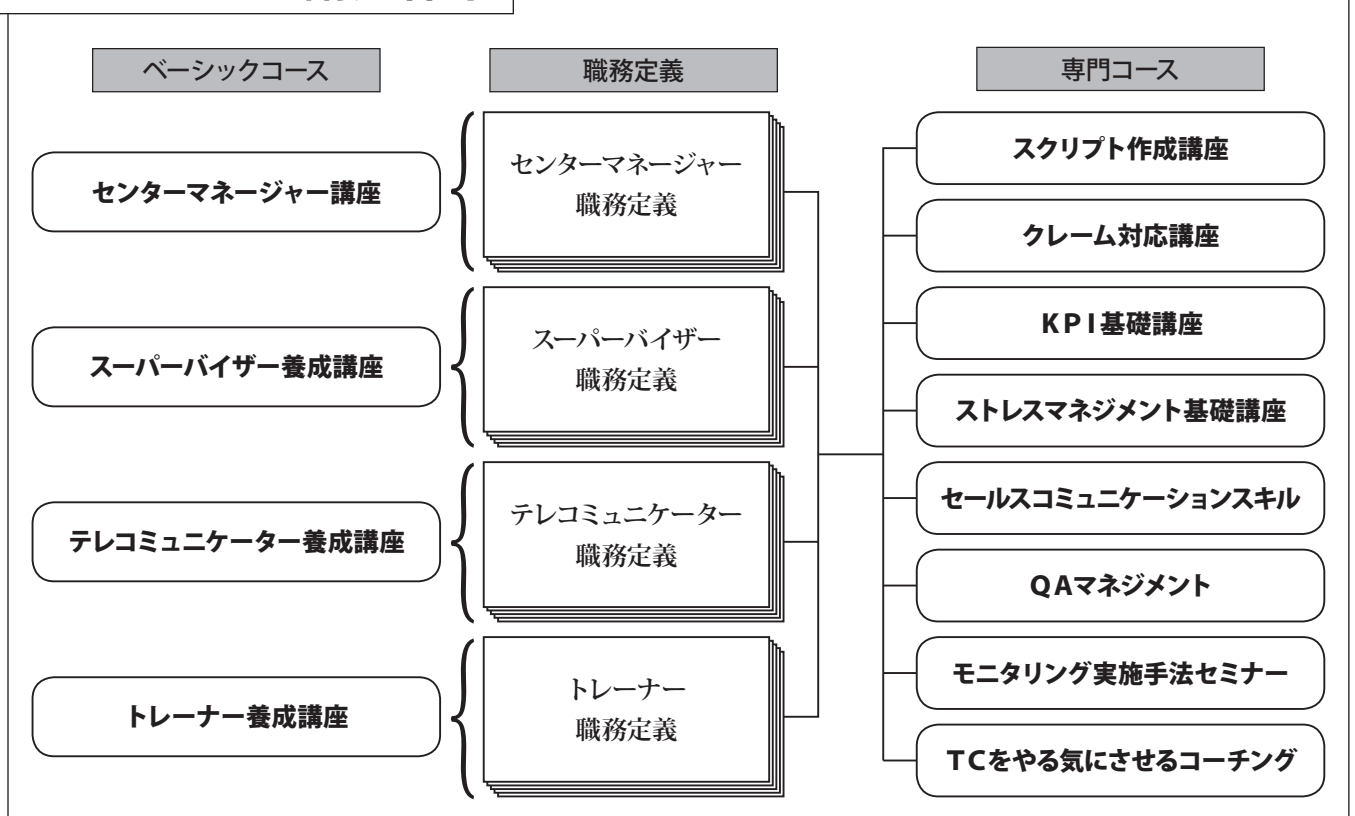 ベーシックコース
職務定義
専門コース
センターマネージャー講座
スーパーバイザー養成講座
テレコミュニケーター養成講座
トレーナー養成講座
センターマネージャー
職務定義
スーパーバイザー
職務定義
テレコミュニケーター
職務定義
トレーナー
職務定義
スクリプト作成講座
クレーム対応講座
KPI基礎講座
ストレスマネジメント基礎講座
セールスコミュニケーションスキル
QAマネジメント
モニタリング実施手法セミナー
TCをやる気にさせるコーチング